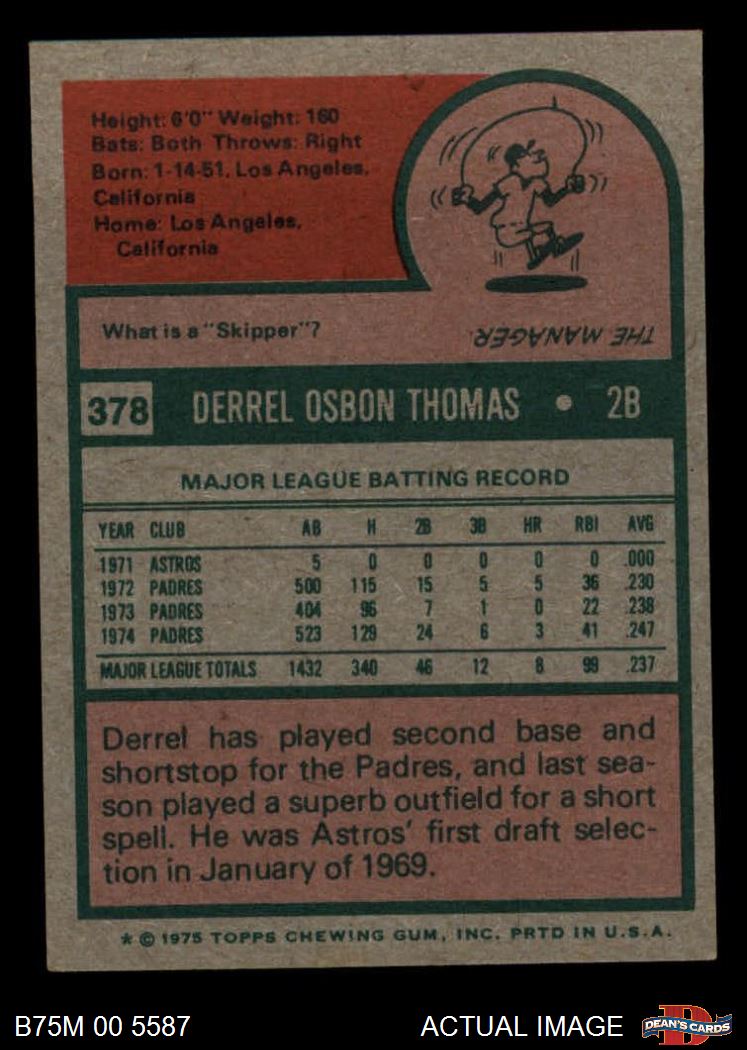 Height: 6'0" Weight: 160
Bats: Both Throws: Right
Born: 1-14-51, Los Angeles,
California
Home: Los Angeles,
California
What is a "Skipper"?
THE MANAGER.
378 DERREL OSBON THOMAS • 2B
MAJOR LEAGUE BATTING RECORD
YEAR CLUB AB H 2B 3B HR RBI AVG
1971 ASTROS 5 0 0 0 0 0 .000
1972 PADRES 500 115 15 5 5 36 .230
1973 PADRES 404 96 7 1 0 22 .238
1974 PADRES 523 129 24 6 3 41 .247
MAJOR LEAGUE TOTALS 1432 340 46 12 8 99 .237
Derrel has played second base and
shortstop for the Padres, and last sea-
son played a superb outfield for a short
spell. He was Astros' first draft selec-
tion in January of 1969.
* © 1975 TOPPS CHEWING GUM, INC. PRTD IN U.S.A.
B75M 00 5587 ACTUAL IMAGE D DEAN'S CARDS